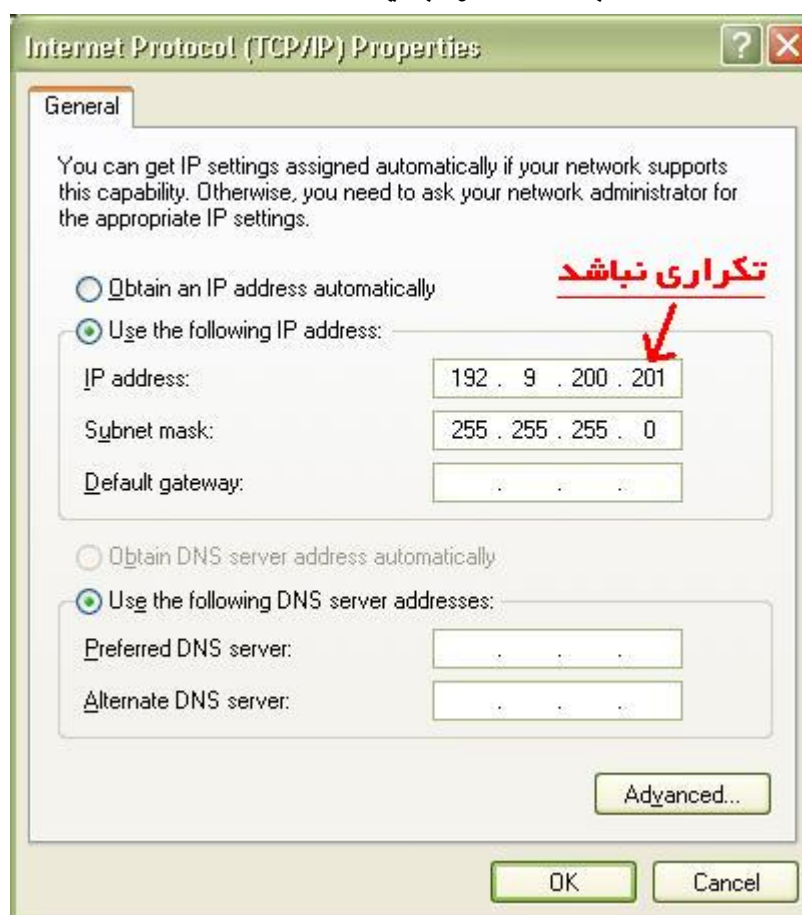 Internet Protocol (TCP/IP) Properties
General
You can get IP settings assigned automatically if your network supports
this capability. Otherwise, you need to ask your network administrator for
the appropriate IP settings.
تکراری نباشد
Obtain an IP address automatically
Use the following IP address:
IP address: 192 . 9 . 200 . 201
Subnet mask: 255 . 255 . 255 . 0
Default gateway: . . .
Obtain DNS server address automatically
Use the following DNS server addresses:
Preferred DNS server: . . .
Alternate DNS server: . . .
Advanced...
OK Cancel